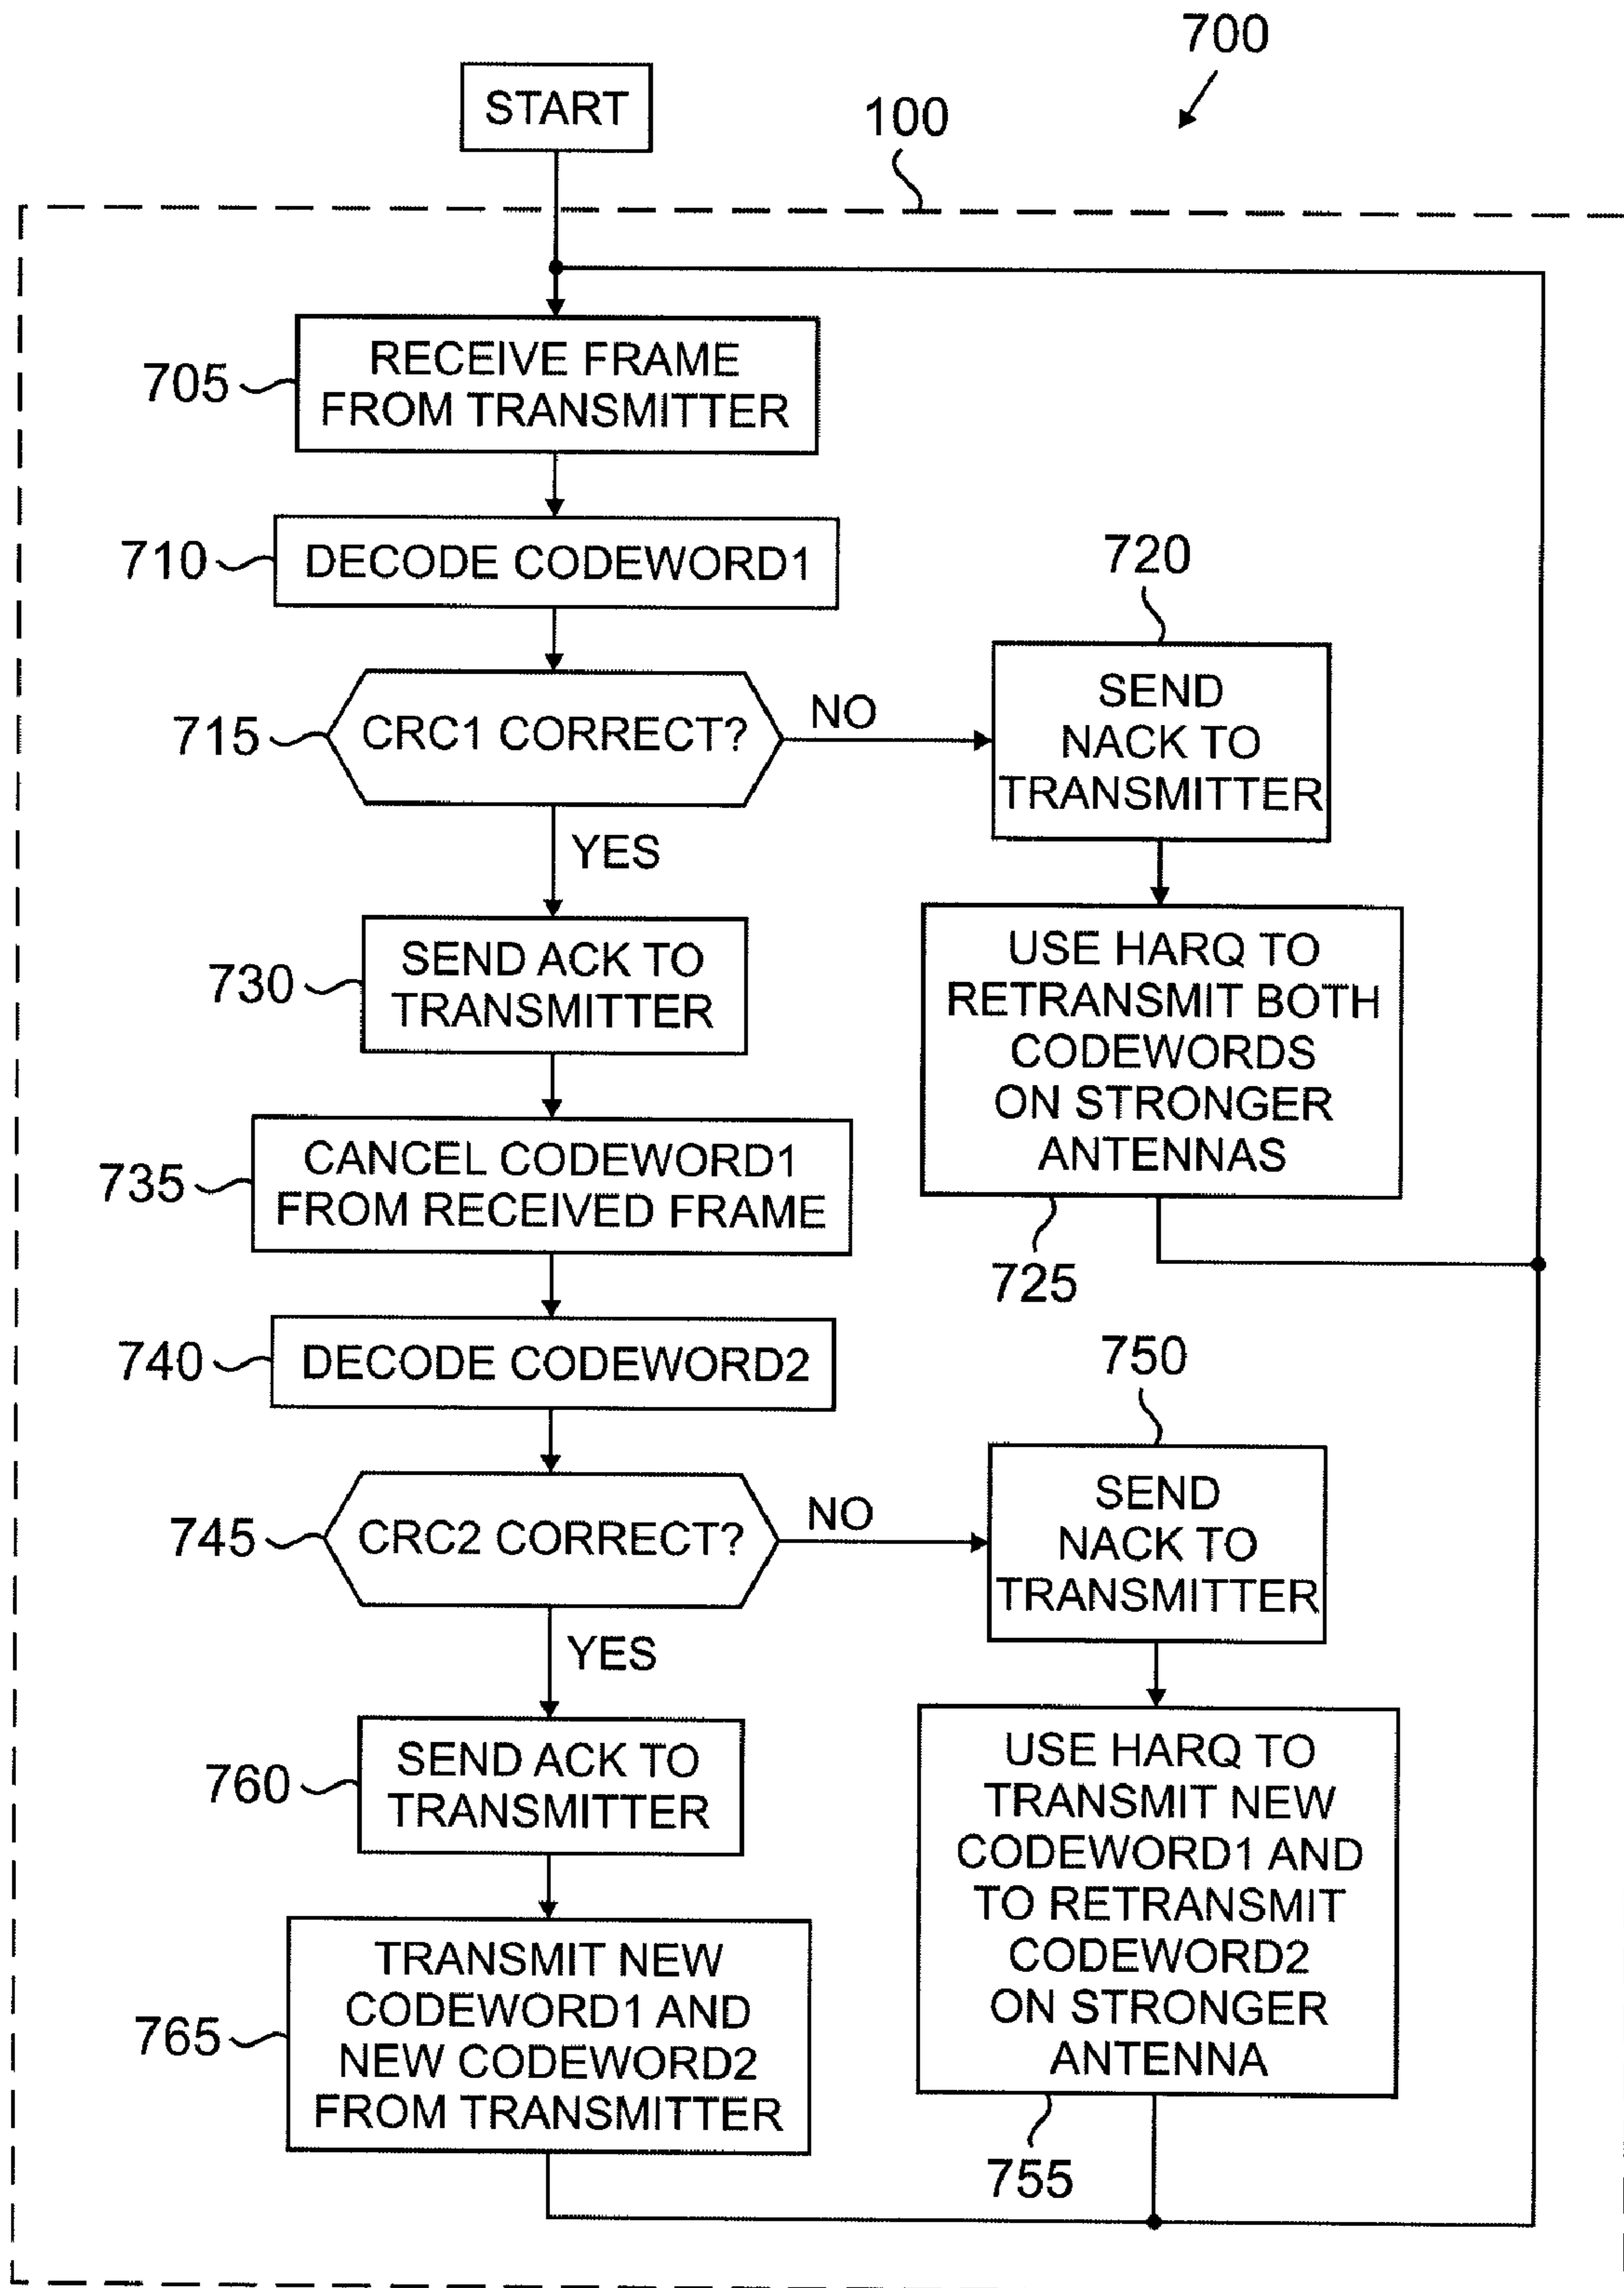 700
START
100
705
RECEIVE FRAME
FROM TRANSMITTER
710
DECODE CODEWORD1
715
CRC1 CORRECT?
NO
720
SEND
NACK TO
TRANSMITTER
YES
725
USE HARQ TO
RETRANSMIT BOTH
CODEWORDS
ON STRONGER
ANTENNAS
730
SEND ACK TO
TRANSMITTER
735
CANCEL CODEWORD1
FROM RECEIVED FRAME
740
DECODE CODEWORD2
745
CRC2 CORRECT?
NO
750
SEND
NACK TO
TRANSMITTER
YES
755
USE HARQ TO
TRANSMIT NEW
CODEWORD1 AND
TO RETRANSMIT
CODEWORD2
ON STRONGER
ANTENNA
760
SEND ACK TO
TRANSMITTER
765
TRANSMIT NEW
CODEWORD1 AND
NEW CODEWORD2
FROM TRANSMITTER